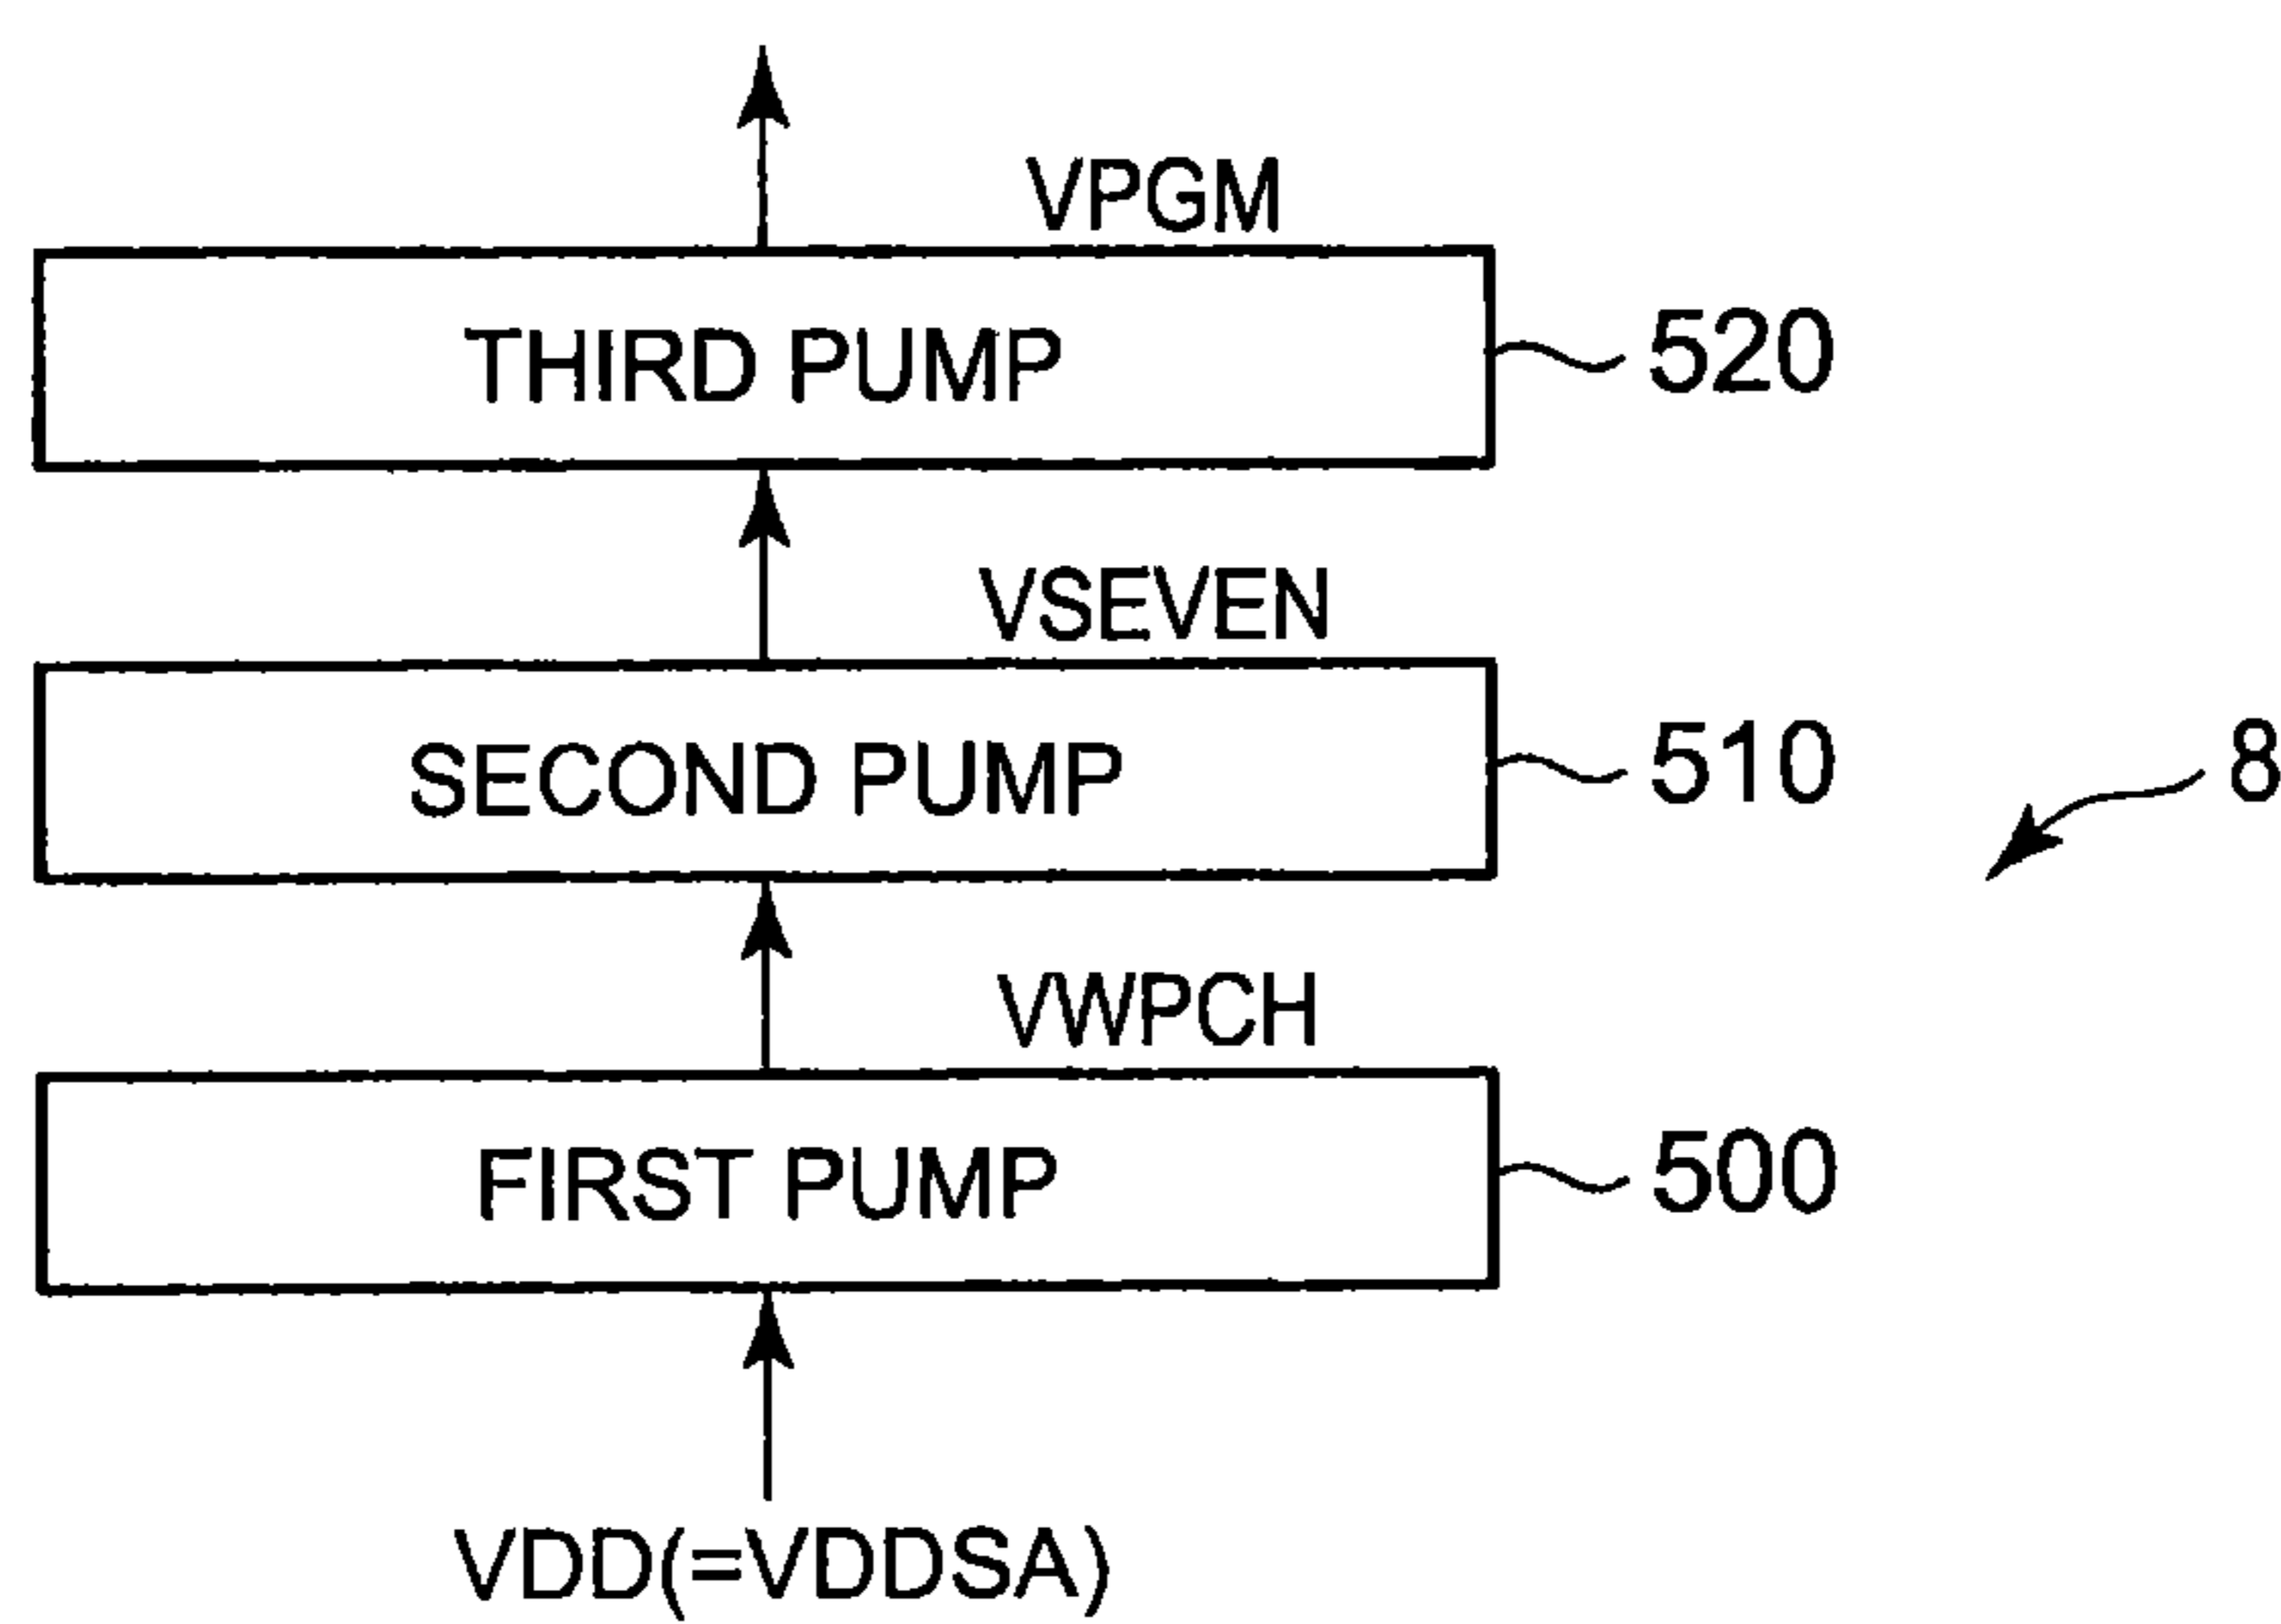 VPGM
THIRD PUMP
520
VSEVEN
SECOND PUMP
510
8
VWPCH
FIRST PUMP
500
VDD(=VDDSA)